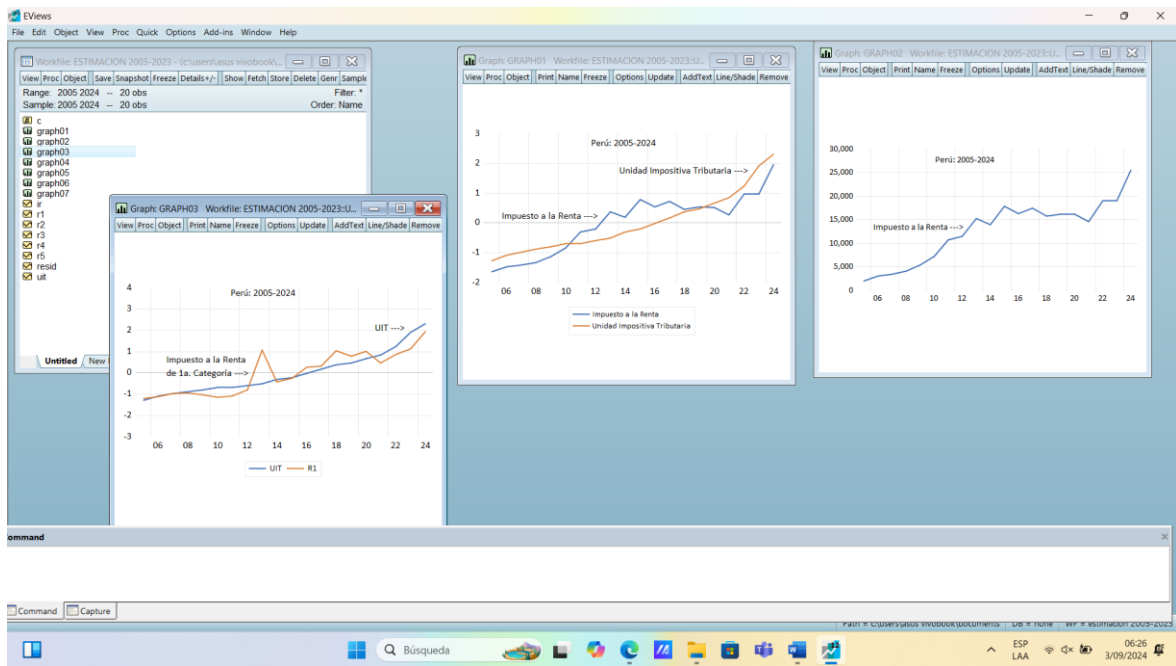 EViews
File Edit Object View Proc Quick Options Add-ins Window Help
Workfile: ESTIMACION 2005-2023 - (c:\users\asus vivobook\...
View Proc Object Print Save Snapshot Freeze Details+/- Show Fetch Store Delete Genr Sample
Range: 2005 2024 -- 20 obs Filter: *
Sample: 2005 2024 -- 20 obs Order: Name
c
graph01
graph02
graph03
graph04
graph05
graph06
graph07
ir
r1
r2
r3
r4
r5
resid
uit
Untitled New
Graph: GRAPH03 Workfile: ESTIMACION 2005-2023::U...
View Proc Object Print Name Freeze Options Update AddText Line/Shade Remove
Perú: 2005-2024
4
3
2
1
0
-1
-2
-3
UIT --->
Impuesto a la Renta
de 1a. Categoría --->
06 08 10 12 14 16 18 20 22 24
UIT R1
Graph: GRAPH01 Workfile: ESTIMACION 2005-2023::U...
View Proc Object Print Name Freeze Options Update AddText Line/Shade Remove
3
2
1
0
-1
-2
Perú: 2005-2024
Unidad Impositiva Tributaria --->
Impuesto a la Renta --->
06 08 10 12 14 16 18 20 22 24
Impuesto a la Renta
Unidad Impositiva Tributaria
Graph: GRAPH02 Workfile: ESTIMACION 2005-2023::U...
View Proc Object Print Name Freeze Options Update AddText Line/Shade Remove
30,000
25,000
20,000
15,000
10,000
5,000
0
Perú: 2005-2024
Impuesto a la Renta --->
06 08 10 12 14 16 18 20 22 24
ommand
Command Capture
Path = c:\users\asus vivobook\documents DB = none WF = estimacion 2005-2023
Búsqueda
ESP
LAA
06:26
3/09/2024